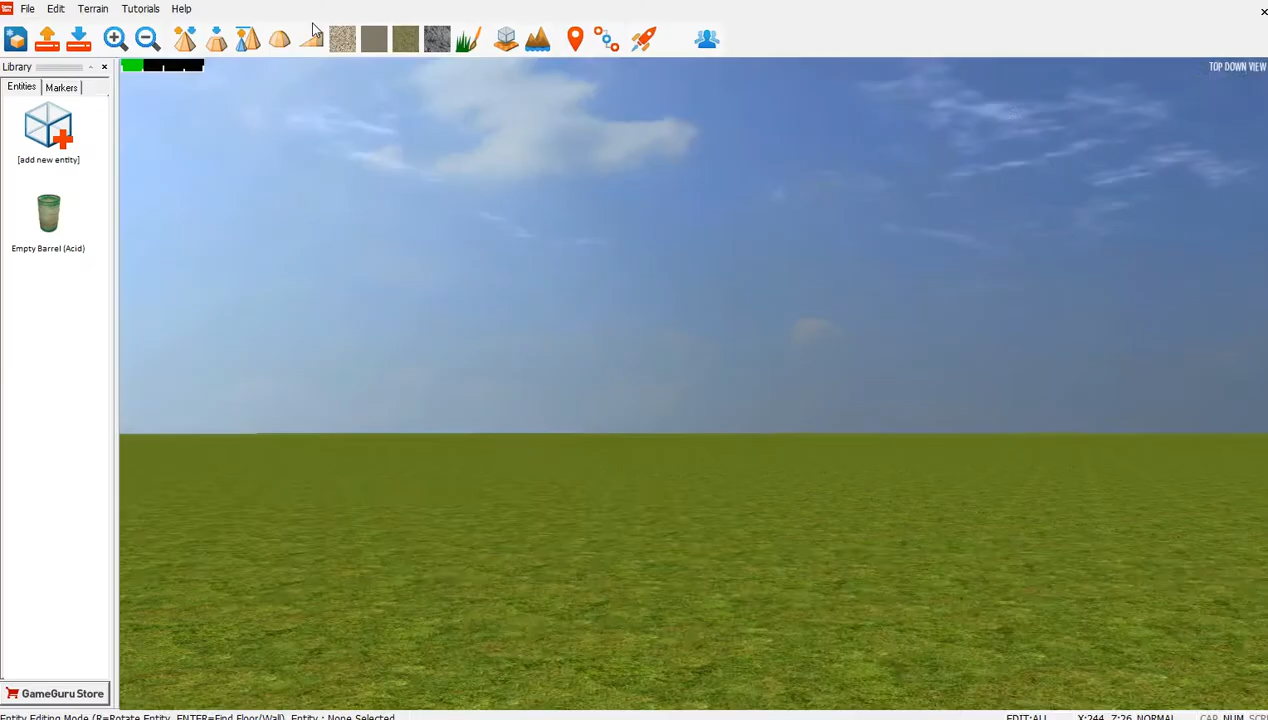 File Edit Terrain Tutorials Help
Library
Entities Markers
TOP DOWN VIEW
[add new entity]
Empty Barrel (Acid)
GameGuru Store
Entity Editing Mode (R=Rotate Entity, ENTER=Find Floor/Wall) Entity : None Selected EDIT:ALL X:244 Z:26 NORMAL CAP NUM SCRL